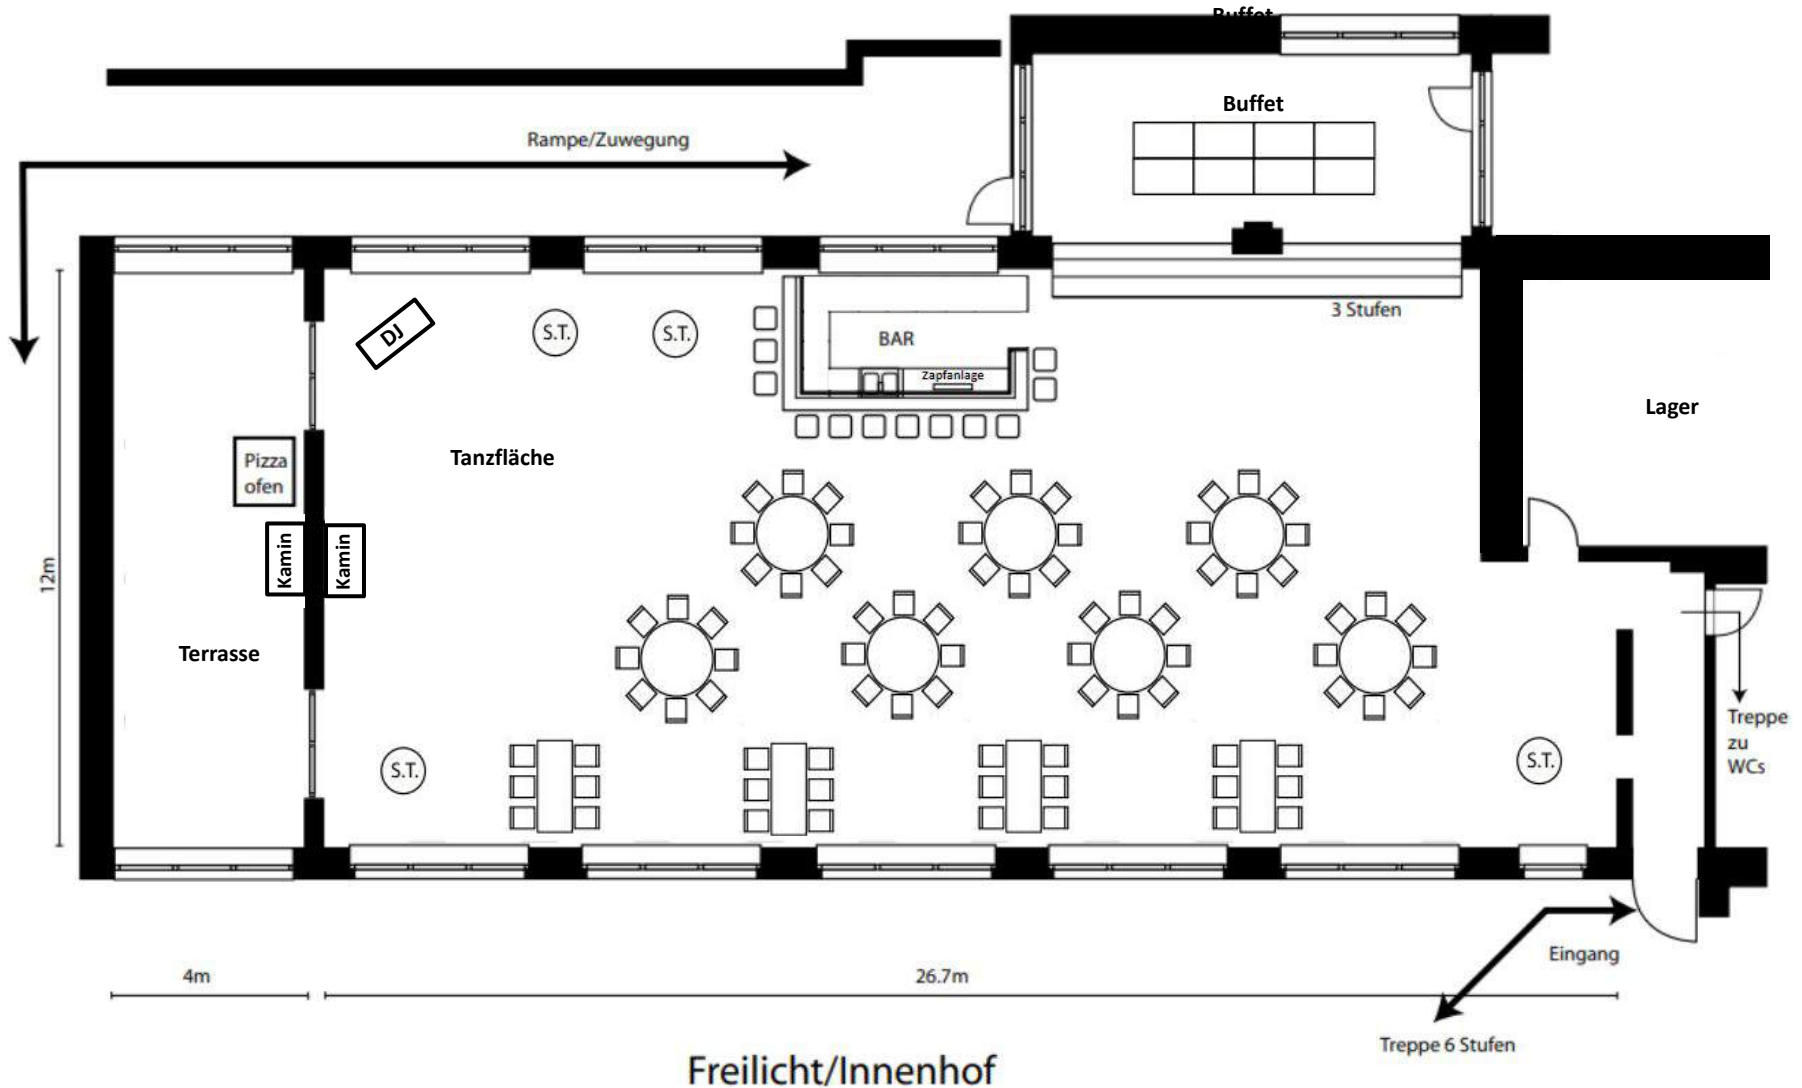 Buffet
Buffet
Rampe/Zuwegung
3 Stufen
DJ
S.T.
S.T.
BAR
Zapfanlage
Lager
Tanzfläche
Pizza
ofen
Kamin
Kamin
12m
Terrasse
Treppe
zu
WCs
S.T.
S.T.
Eingang
4m
26.7m
Treppe 6 Stufen
Freilicht/Innenhof